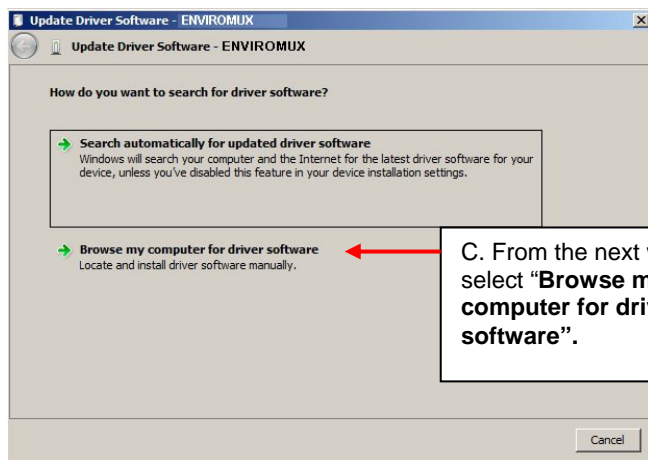 Update Driver Software - ENVIROMUX
Update Driver Software - ENVIROMUX
How do you want to search for driver software?
Search automatically for updated driver software
Windows will search your computer and the Internet for the latest driver software for your
device, unless you've disabled this feature in your device installation settings.
Browse my computer for driver software
Locate and install driver software manually.
C. From the next
select “Browse
computer for
software”.
Cancel